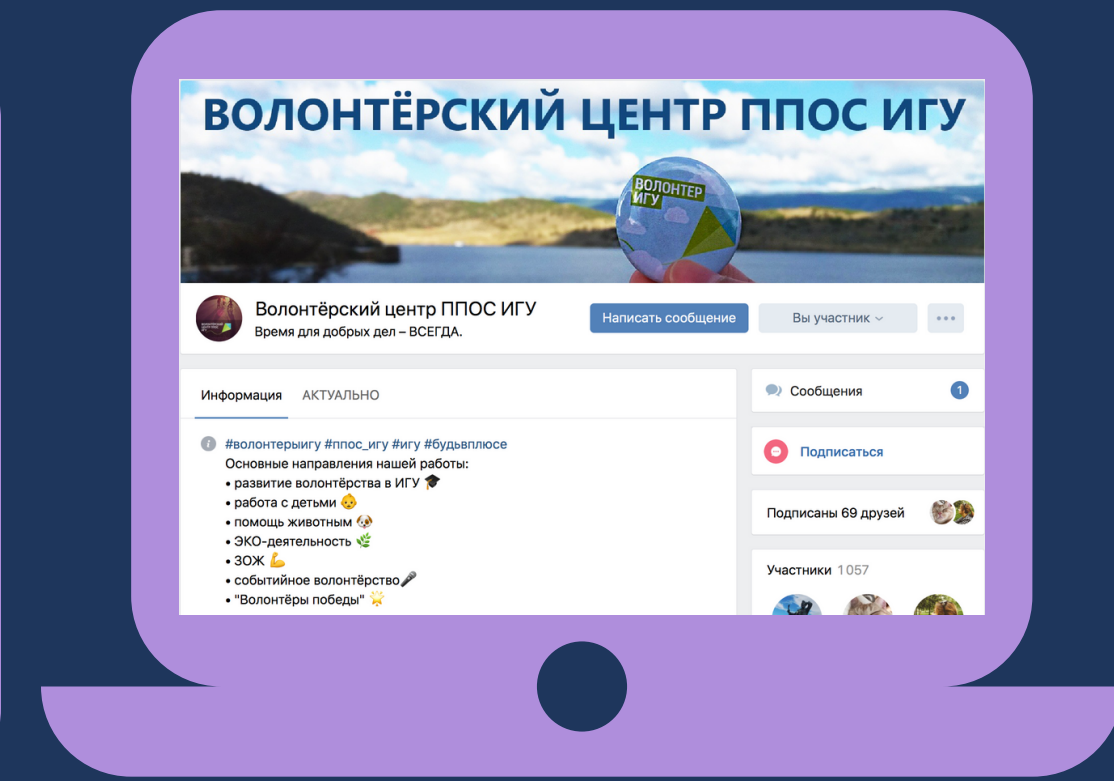 ВОЛОНТЁРСКИЙ ЦЕНТР ППОС ИГУ
ВОЛОНТЕР
ИГУ
Волонтёрский центр ППОС ИГУ
Время для добрых дел – ВСЕГДА.
Написать сообщение
Вы участник
Информация АКТУАЛЬНО
#волонтерыигу #ппос_игу #игу #будьвплюсе
Основные направления нашей работы:
• развитие волонтёрства в ИГУ 🎓
• работа с детьми 👶
• помощь животным 🐶
• ЭКО-деятельность 🌿
• ЗОЖ 💪
• событийное волонтёрство🎤
• "Волонтёры победы" 🌟
Сообщения 1
Подписаться
Подписаны 69 друзей
Участники 1 057